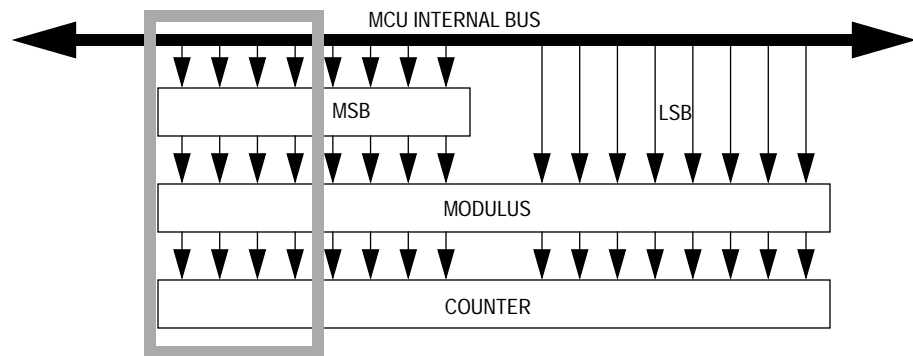 MCU INTERNAL BUS
MSB
LSB
MODULUS
COUNTER